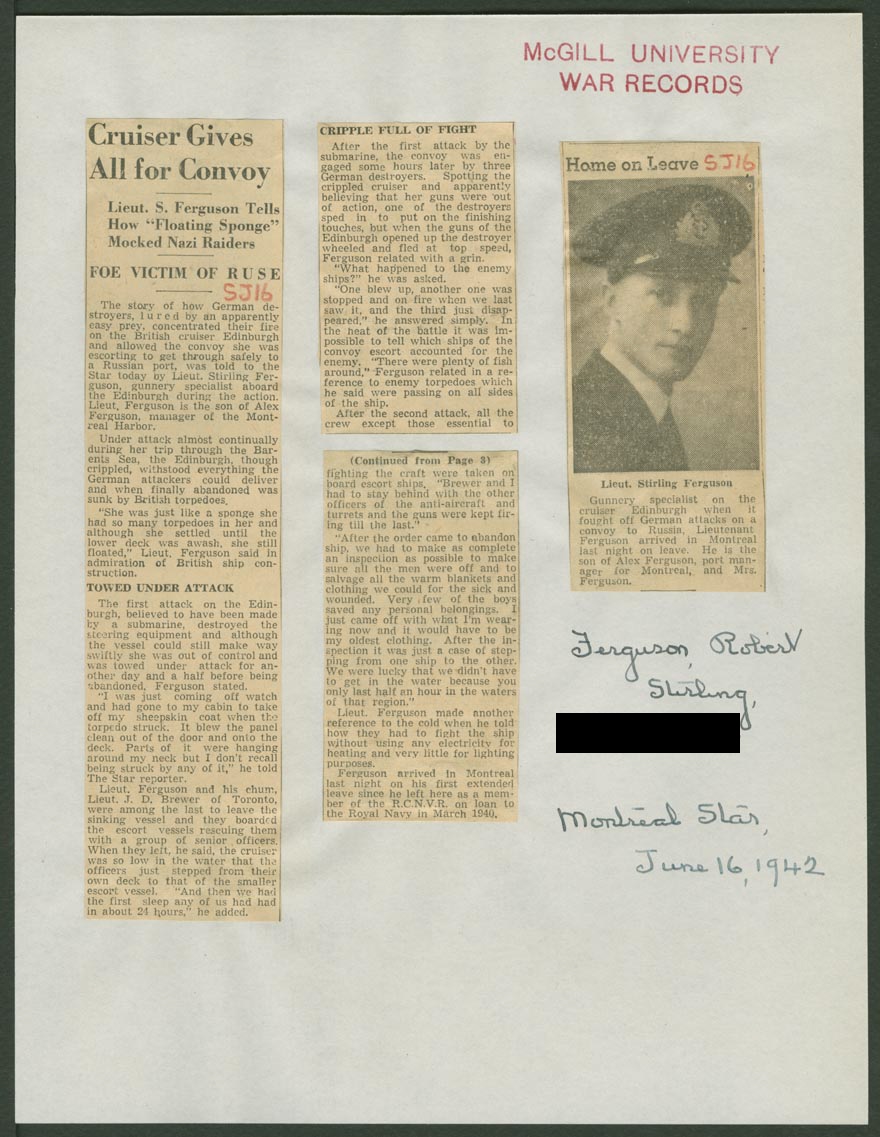 McGILL UNIVERSITY
WAR RECORDS
Cruiser Gives
All for Convoy
Lieut. S. Ferguson Tells
How "Floating Sponge"
Mocked Nazi Raiders
FOE VICTIM OF RUSE
SJ16
The story of how German de-
stroyers, lured by an apparently
easy prey, concentrated their fire
on the British cruiser Edinburgh
and allowed the convoy she was
escorting to get through safely to
a Russian port, was told to the
Star today by Lieut. Stirling Fer-
guson, gunnery specialist aboard
the Edinburgh during the action.
Lieut. Ferguson is the son of Alex
Ferguson, manager of the Mont-
real Harbor.
Under attack almost continually
during her trip through the Bar-
ents Sea, the Edinburgh, though
crippled, withstood everything the
German attackers could deliver
and when finally abandoned was
sunk by British torpedoes.
"She was just like a sponge she
had so many torpedoes in her and
although she settled until the
lower deck was awash, she still
floated," Lieut. Ferguson said in
admiration of British ship con-
struction.
TOWED UNDER ATTACK
The first attack on the Edin-
burgh, believed to have been made
by a submarine, destroyed the
steering equipment and although
the vessel could still make way
swiftly she was out of control and
was towed under attack for an-
other day and a half before being
abandoned, Ferguson stated.
"I was just coming off watch
and had gone to my cabin to take
off my sheepskin coat when the
torpedo struck. It blew the panel
clean out of the door and onto the
deck. Parts of it were hanging
around my neck but I don't recall
being struck by any of it," he told
The Star reporter.
Lieut. Ferguson and his chum,
Lieut. J. D. Brewer of Toronto,
were among the last to leave the
sinking vessel and they boarded
the escort vessels rescuing them
with a group of senior officers.
When they left, he said, the cruiser
was so low in the water that the
officers just stepped from their
own deck to that of the smaller
escort vessel. "And then we had
the first sleep any of us had had
in about 24 hours," he added.
CRIPPLE FULL OF FIGHT
After the first attack by the
submarine, the convoy was en-
gaged some hours later by three
German destroyers. Spotting the
crippled cruiser and apparently
believing that her guns were out
of action, one of the destroyers
sped in to put on the finishing
touches, but when the guns of the
Edinburgh opened up the destroyer
wheeled and fled at top speed,
Ferguson related with a grin.
"What happened to the enemy
ships?" he was asked.
"One blew up, another one was
stopped and on fire when we last
saw it, and the third just disap-
peared," he answered simply. In
the heat of the battle it was im-
possible to tell which ships of the
convoy escort accounted for the
enemy. "There were plenty of fish
around," Ferguson related in a re-
ference to enemy torpedoes which
he said were passing on all sides
of the ship.
After the second attack, all the
crew except those essential to
(Continued from Page 3)
fighting the craft were taken on
board escort ships. "Brewer and I
had to stay behind with the other
officers of the anti-aircraft and
turrets and the guns were kept fir-
ing till the last."
"After the order came to abandon
ship, we had to make as complete
an inspection as possible to make
sure all the men were off and to
salvage all the warm blankets and
clothing we could for the sick and
wounded. Very few of the boys
saved any personal belongings. I
just came off with what I'm wear-
ing now and it would have to be
my oldest clothing. After the in-
spection it was just a case of step-
ping from one ship to the other.
We were lucky that we didn't have
to get in the water because you
only last half an hour in the waters
of that region."
Lieut. Ferguson made another
reference to the cold when he told
how they had to fight the ship
without using any electricity for
heating and very little for lighting
purposes.
Ferguson arrived in Montreal
last night on his first extended
leave since he left here as a mem-
ber of the R.C.N.V.R. on loan to
the Royal Navy in March 1940.
Home on Leave SJ16
Lieut. Stirling Ferguson
Gunnery specialist on the
cruiser Edinburgh when it
fought off German attacks on a
convoy to Russia, Lieutenant
Ferguson arrived in Montreal
last night on leave. He is the
son of Alex Ferguson, port man-
ager for Montreal, and Mrs.
Ferguson.
Ferguson, Robert
Stirling,
Montreal Star,
June 16, 1942